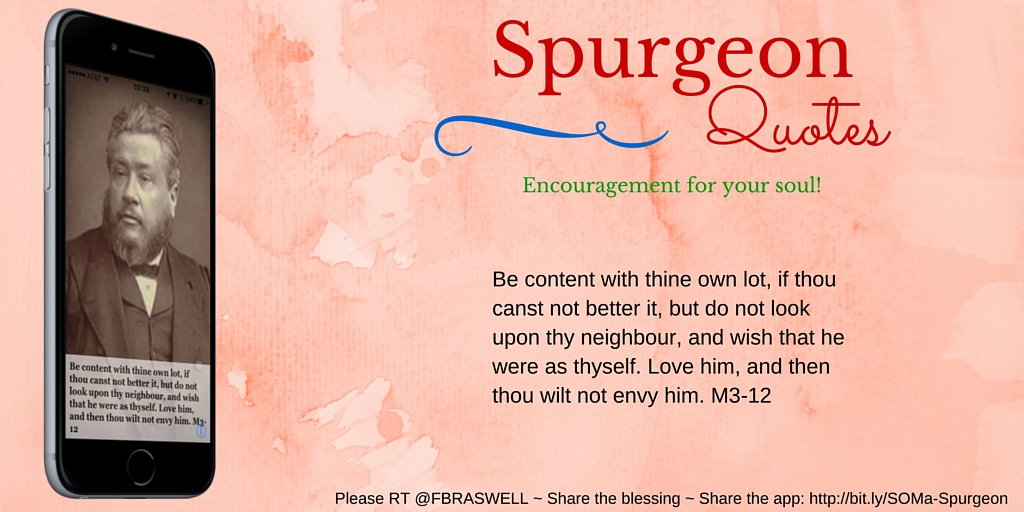 AT&T
03:28
Be content with thine own lot, if
thou canst not better it, but do not
look upon thy neighbour, and wish
that he were as thyself. Love him,
and then thou wilt not envy him. M3-
12
Spurgeon
Quotes
Encouragement for your soul!
Be content with thine own lot, if thou
canst not better it, but do not look
upon thy neighbour, and wish that he
were as thyself. Love him, and then
thou wilt not envy him. M3-12
Please RT @FBRASWELL ~ Share the blessing ~ Share the app: http://bit.ly/SOMa-Spurgeon